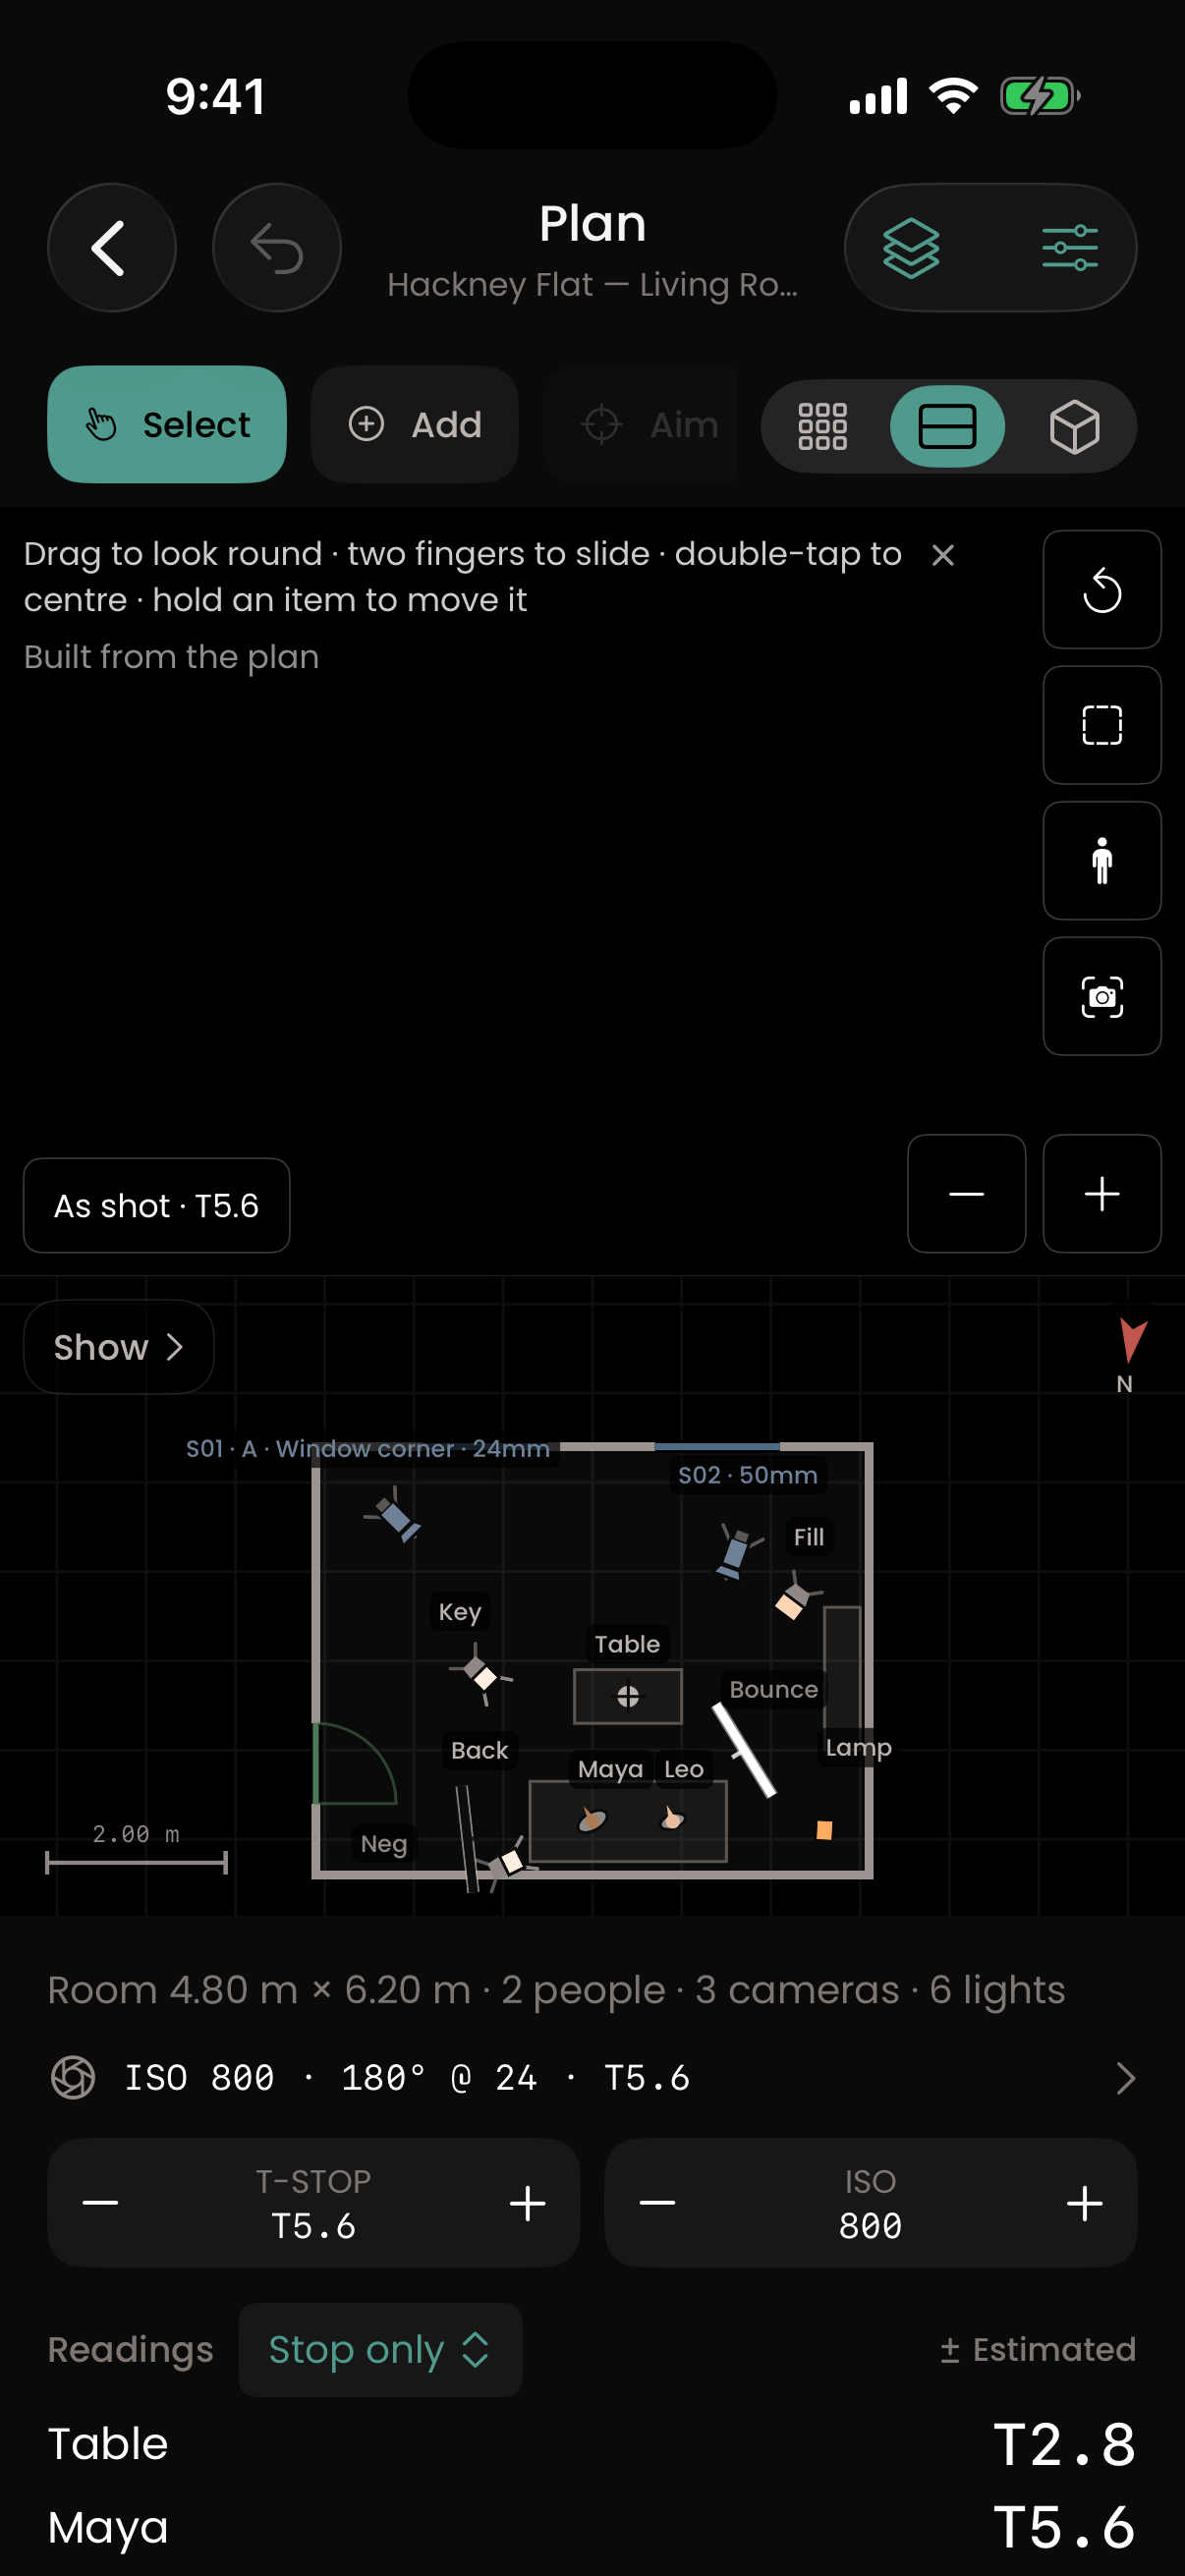 9:41
Plan
Hackney Flat — Living Ro...
Select
Add
Aim
Drag to look round · two fingers to slide · double-tap to
centre · hold an item to move it
Built from the plan
As shot · T5.6
Show
N
S01 · A · Window corner · 24mm
S02 · 50mm
Fill
Key
Table
Bounce
Back
Lamp
Maya
Leo
2.00 m
Neg
Room 4.80 m × 6.20 m · 2 people · 3 cameras · 6 lights
ISO 800 · 180° @ 24 · T5.6
T-STOP
T5.6
ISO
800
Readings
Stop only
± Estimated
Table
T2.8
Maya
T5.6